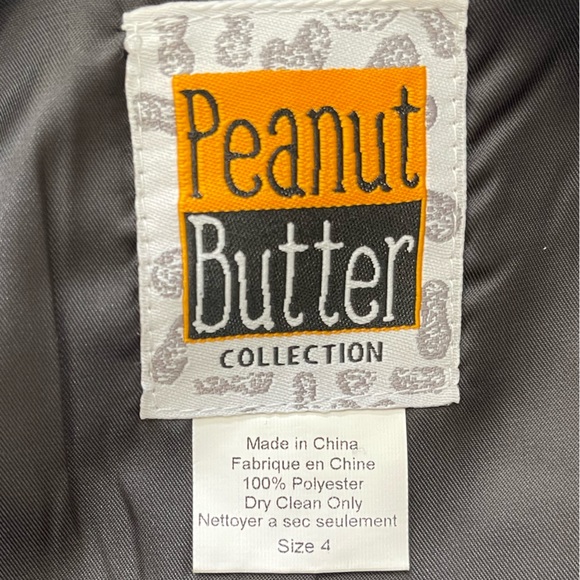 Peanut
Butter
COLLECTION
Made in China
Fabrique en Chine
100% Polyester
Dry Clean Only
Nettoyer a sec seulement
Size 4